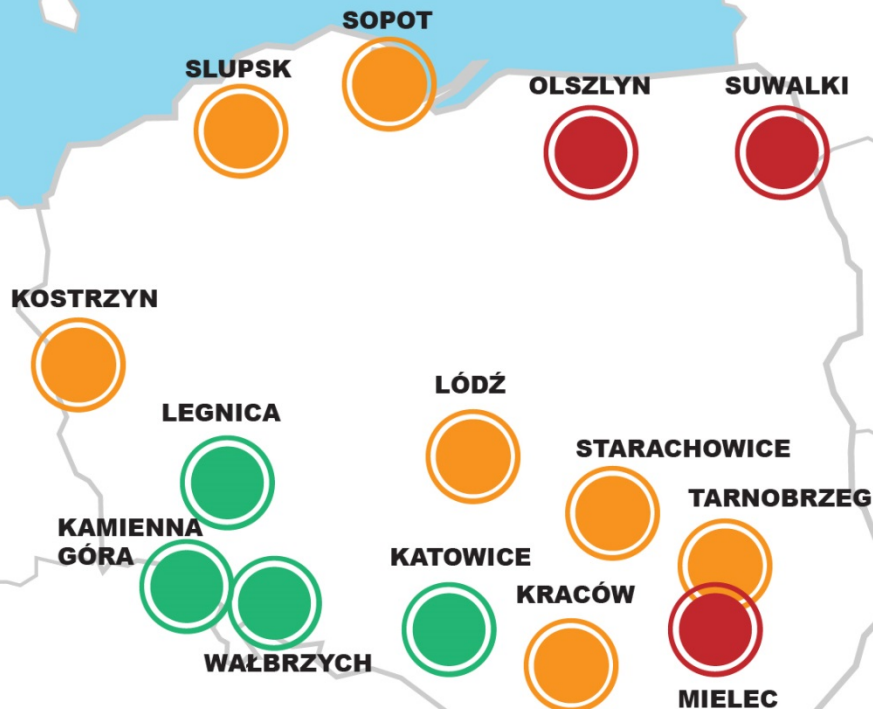 SOPOT
SLUPSK
OLSZLYN
SUWALKI
KOSTRZYN
LEGNICA
LÓDŹ
STARACHOWICE
TARNOBRZEG
KAMIENNA
GÓRA
KATOWICE
KRACÓW
WAŁBRZYCH
MIELEC